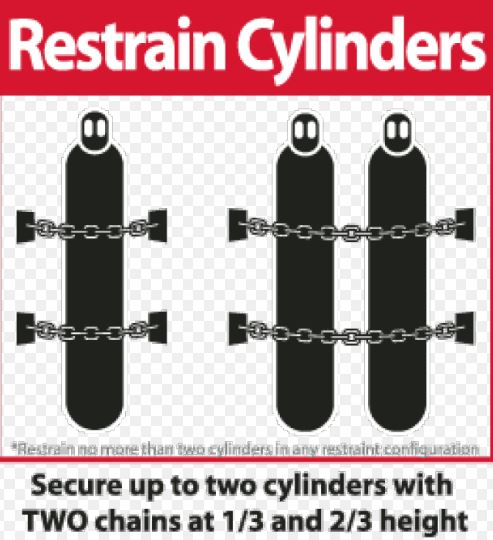 Restrain Cylinders
*Restrain no more than two cylinders in any restraint configuration
Secure up to two cylinders with
TWO chains at 1/3 and 2/3 height